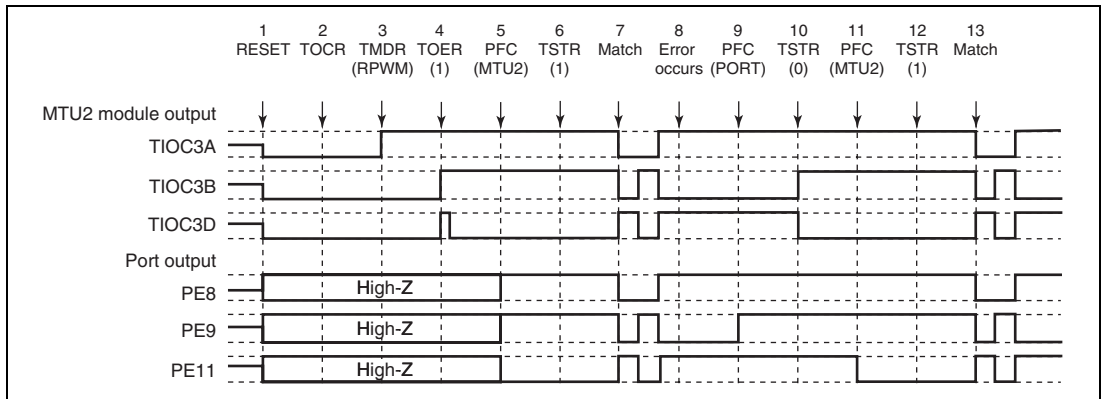 1 2 3 4 5 6 7 8 9 10 11 12 13
RESET TOCR TMDR TOER PFC TSTR Match Error PFC TSTR PFC TSTR Match
(RPWM) (1) (MTU2) (1) occurs (PORT) (0) (MTU2) (1)
MTU2 module output
TIOC3A
TIOC3B
TIOC3D
Port output
PE8 High-Z
PE9 High-Z
PE11 High-Z